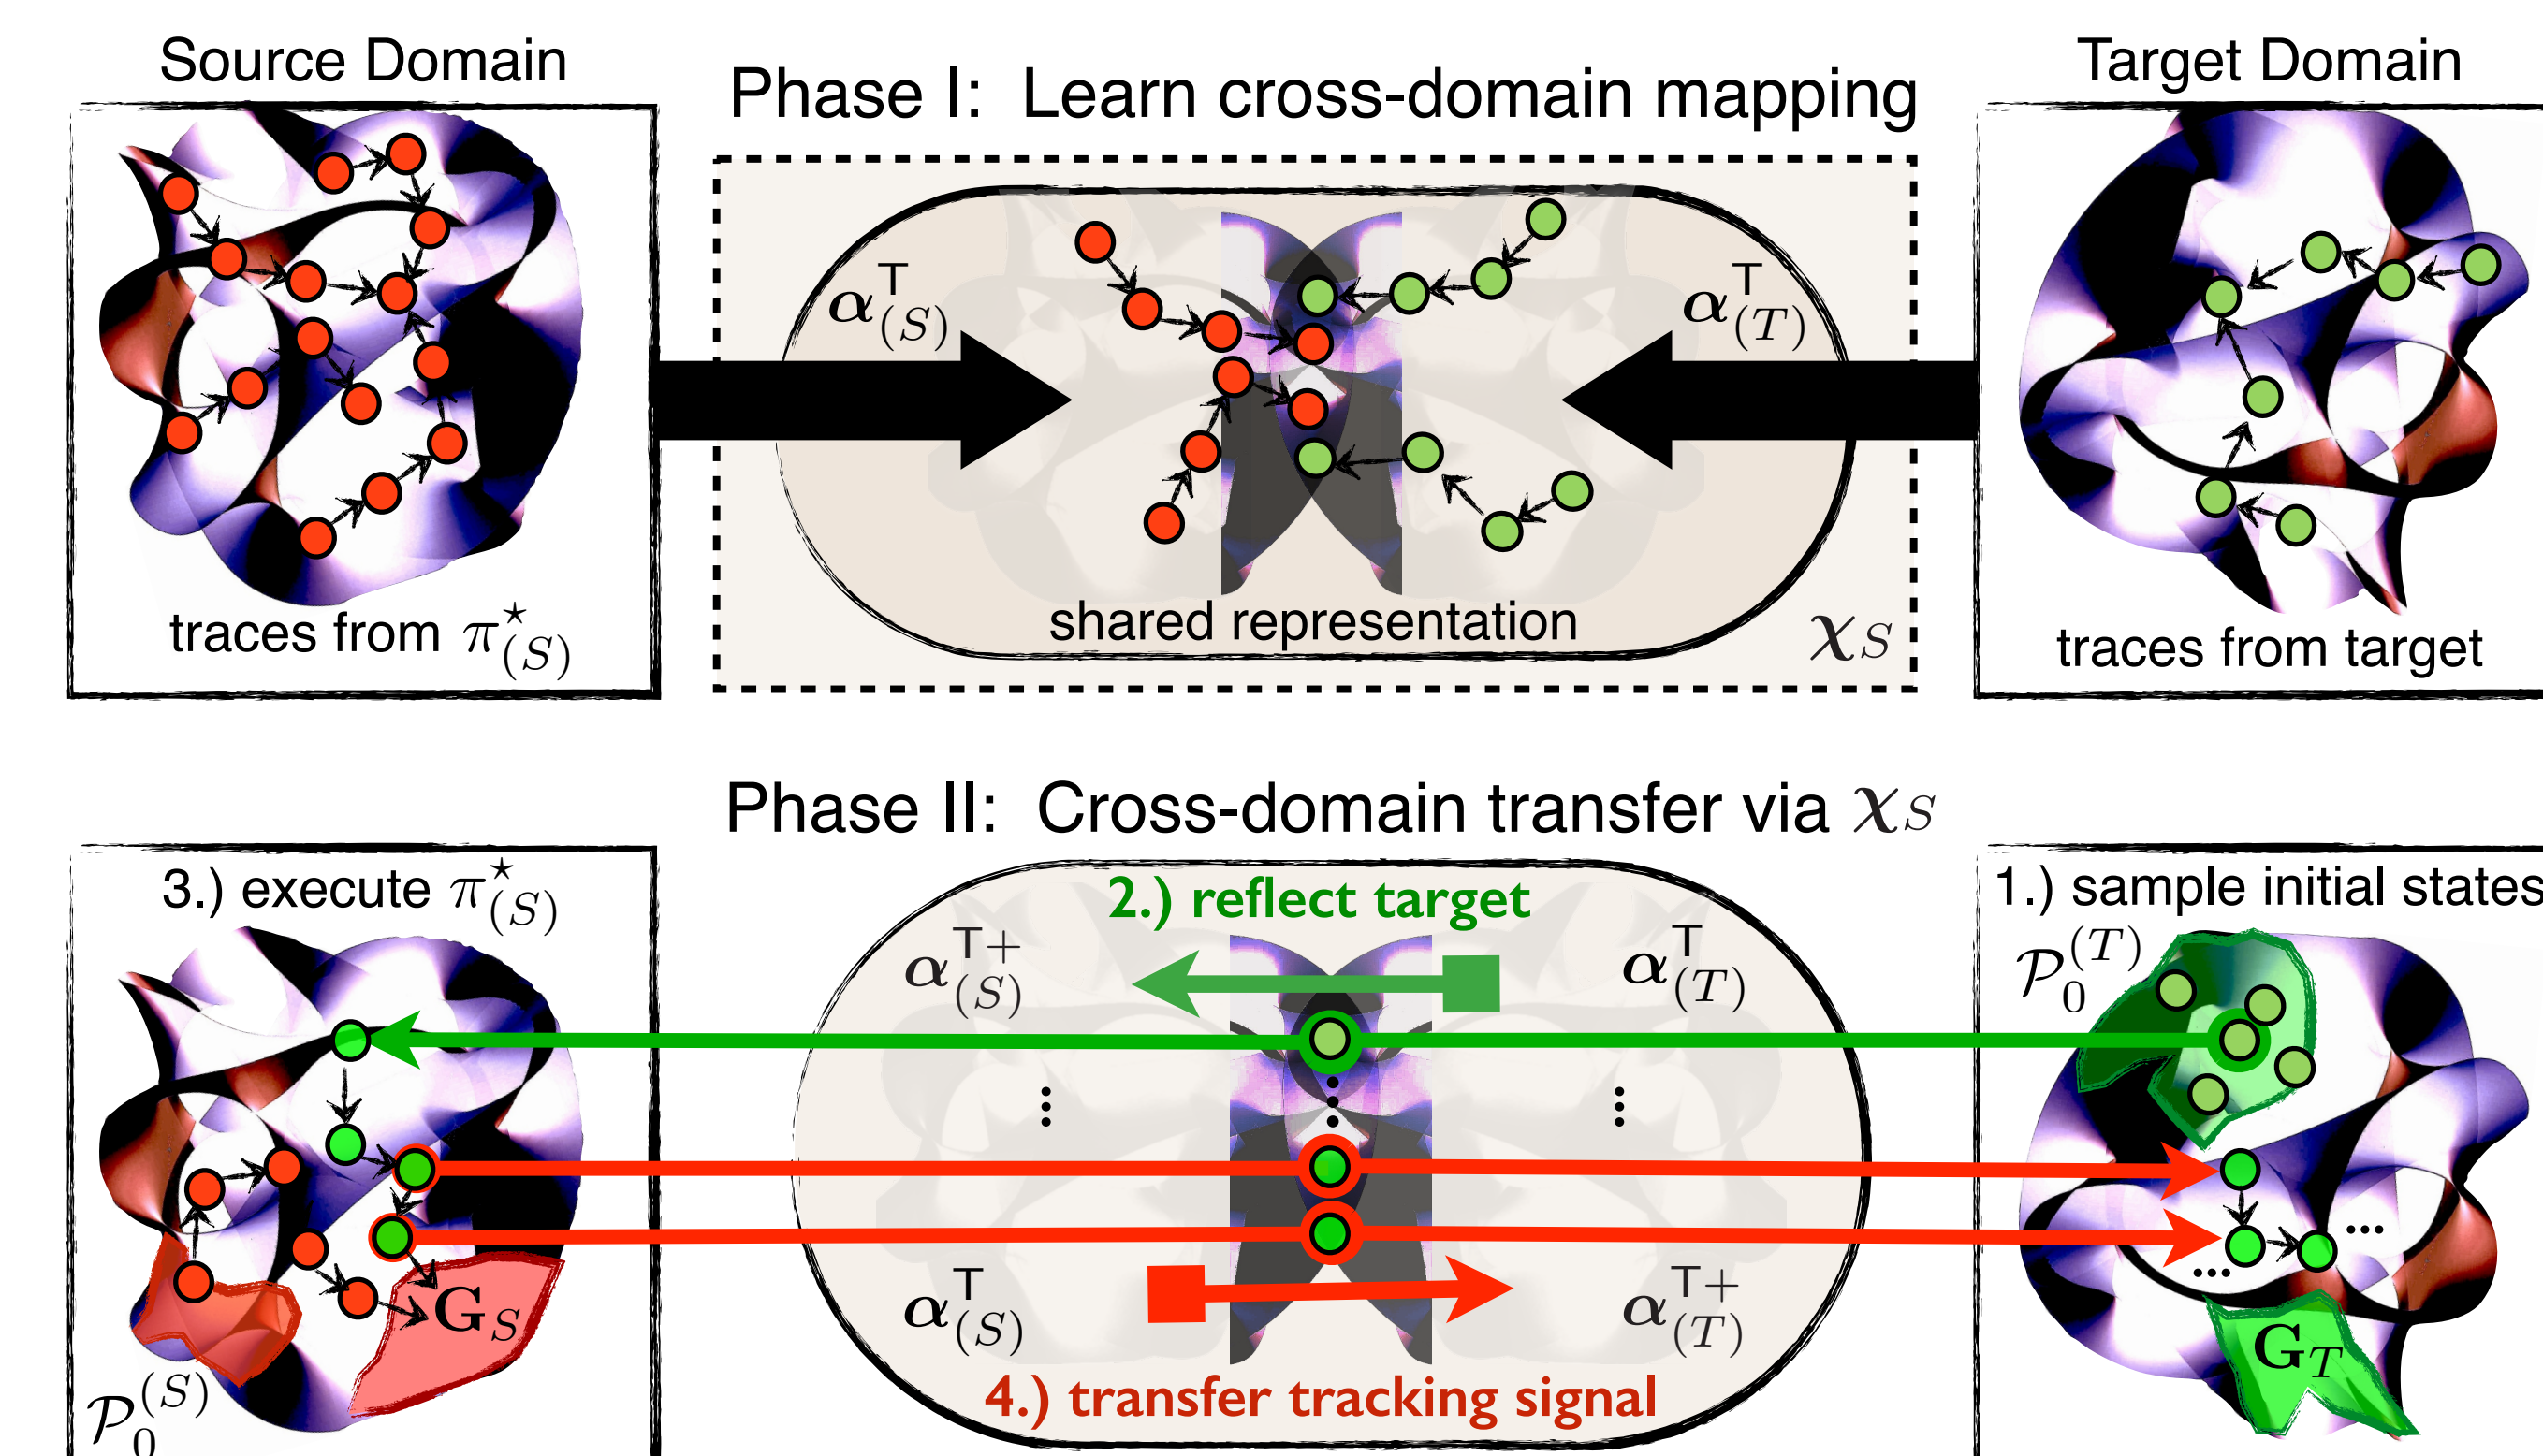 Source Domain
Phase I: Learn cross-domain mapping
Target Domain
α(S)^T
α(T)^T
shared representation
χS
traces from π(S)^⋆
traces from target
Phase II: Cross-domain transfer via χS
3.) execute π(S)^⋆
2.) reflect target
1.) sample initial states
α(S)^T+
α(T)^T
P0^(T)
⋮
⋮
⋮
...
...
GS
α(S)^T
α(T)^T+
GT
P0^(S)
4.) transfer tracking signal